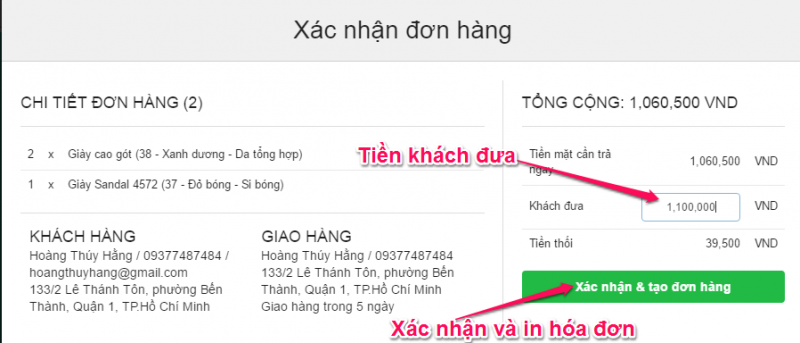 Xác nhận đơn hàng
CHI TIẾT ĐƠN HÀNG (2)
2 x Giày cao gót (38 - Xanh dương - Da tổng hợp)
1 x Giày Sandal 4572 (37 - Đỏ bóng - Si bóng)
KHÁCH HÀNG
Hoàng Thúy Hằng / 09377487484 /
hoangthuyhang@gmail.com
133/2 Lê Thánh Tôn, phường Bến
Thành, Quận 1, TP.Hồ Chí Minh
GIAO HÀNG
Hoàng Thúy Hằng / 09377487484
133/2 Lê Thánh Tôn, phường Bến
Thành, Quận 1, TP.Hồ Chí Minh
Giao hàng trong 5 ngày
TỔNG CỘNG: 1,060,500 VND
Tiền khách đưa
Tiền mặt cần trả
ngay
1,060,500 VND
Khách đưa 1,100,000 VND
Tiền thối 39,500 VND
Xác nhận & tạo đơn hàng
Xác nhận và in hóa đơn